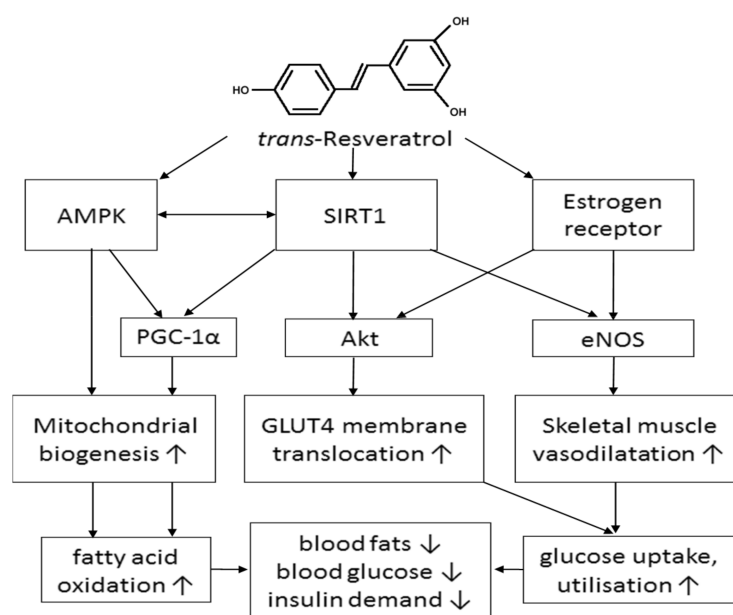 OH
HO
OH
trans-Resveratrol
AMPK
SIRT1
Estrogen
receptor
PGC-1α
Akt
eNOS
Mitochondrial
biogenesis ↑
GLUT4 membrane
translocation ↑
Skeletal muscle
vasodilatation ↑
fatty acid
oxidation ↑
blood fats ↓
blood glucose ↓
insulin demand ↓
glucose uptake,
utilisation ↑